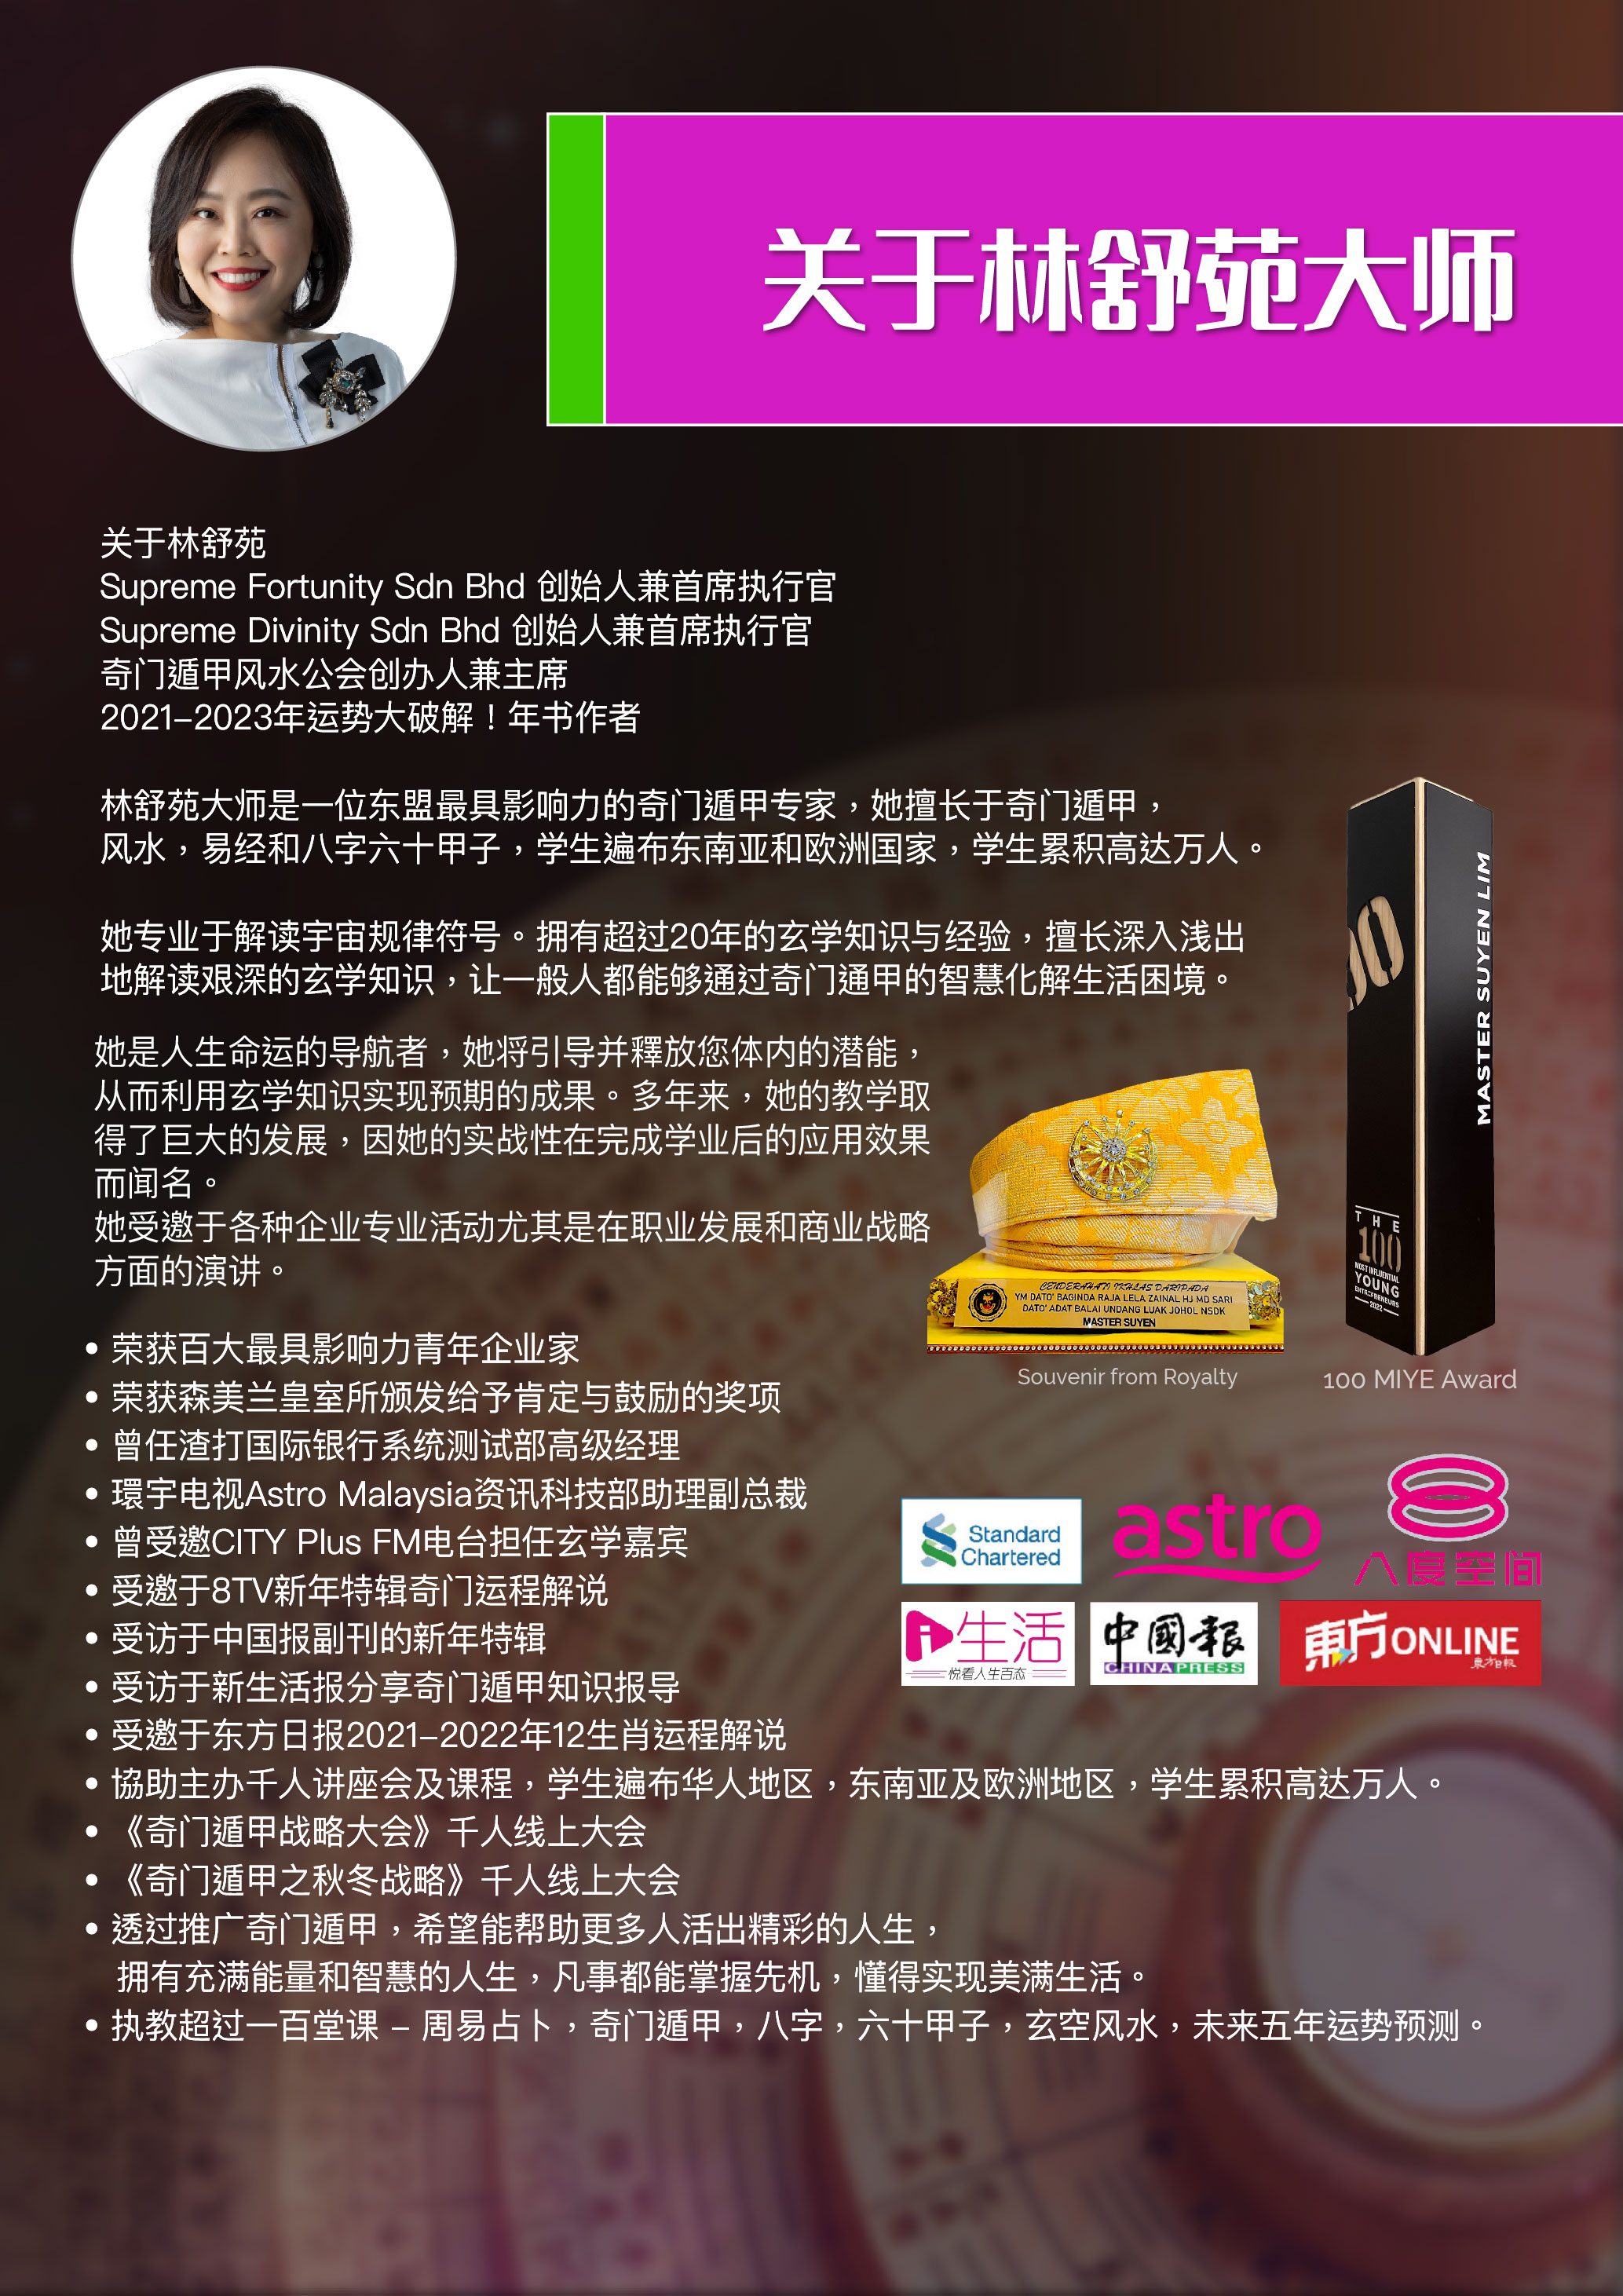 关于林舒苑大师
关于林舒苑
Supreme Fortunity Sdn Bhd 创始人兼首席执行官
Supreme Divinity Sdn Bhd 创始人兼首席执行官
奇门遁甲风水公会创办人兼主席
2021-2023年运势大破解！年书作者
林舒苑大师是一位东盟最具影响力的奇门遁甲专家，她擅长于奇门遁甲，
风水，易经和八字六十甲子，学生遍布东南亚和欧洲国家，学生累积高达万人。
她专业于解读宇宙规律符号。拥有超过20年的玄学知识与经验，擅长深入浅出
地解读艰深的玄学知识，让一般人都能够通过奇门通甲的智慧化解生活困境。
她是人生命运的导航者，她将引导并釋放您体内的潜能，
从而利用玄学知识实现预期的成果。多年来，她的教学取
得了巨大的发展，因她的实战性在完成学业后的应用效果
而闻名。
她受邀于各种企业专业活动尤其是在职业发展和商业战略
方面的演讲。
MASTER SUYEN LIM
00
THE
100
MOST INFLUENTIAL
YOUNG
ENTREPRENEURS
2022
CENDERAHATI IKHLAS DARIPADA
YM DATO' BAGINDA RAJA LELA ZAINAL HJ MD SARI
DATO' ADAT BALAI UNDANG LUAK JOHOL NSDK
MASTER SUYEN
Souvenir from Royalty
100 MIYE Award
• 荣获百大最具影响力青年企业家
• 荣获森美兰皇室所颁发给予肯定与鼓励的奖项
• 曾任渣打国际银行系统测试部高级经理
• 環宇电视Astro Malaysia资讯科技部助理副总裁
• 曾受邀CITY Plus FM电台担任玄学嘉宾
• 受邀于8TV新年特辑奇门运程解说
• 受访于中国报副刊的新年特辑
• 受访于新生活报分享奇门遁甲知识报导
• 受邀于东方日报2021-2022年12生肖运程解说
• 協助主办千人讲座会及课程，学生遍布华人地区，东南亚及欧洲地区，学生累积高达万人。
• 《奇门遁甲战略大会》千人线上大会
• 《奇门遁甲之秋冬战略》千人线上大会
• 透过推广奇门遁甲，希望能帮助更多人活出精彩的人生，
拥有充满能量和智慧的人生，凡事都能掌握先机，懂得实现美满生活。
• 执教超过一百堂课 - 周易占卜，奇门遁甲，八字，六十甲子，玄空风水，未来五年运势预测。
Standard
Chartered
astro
八度空间
i生活
悦看人生百态
中國報
CHINA PRESS
東方ONLINE
東方日報